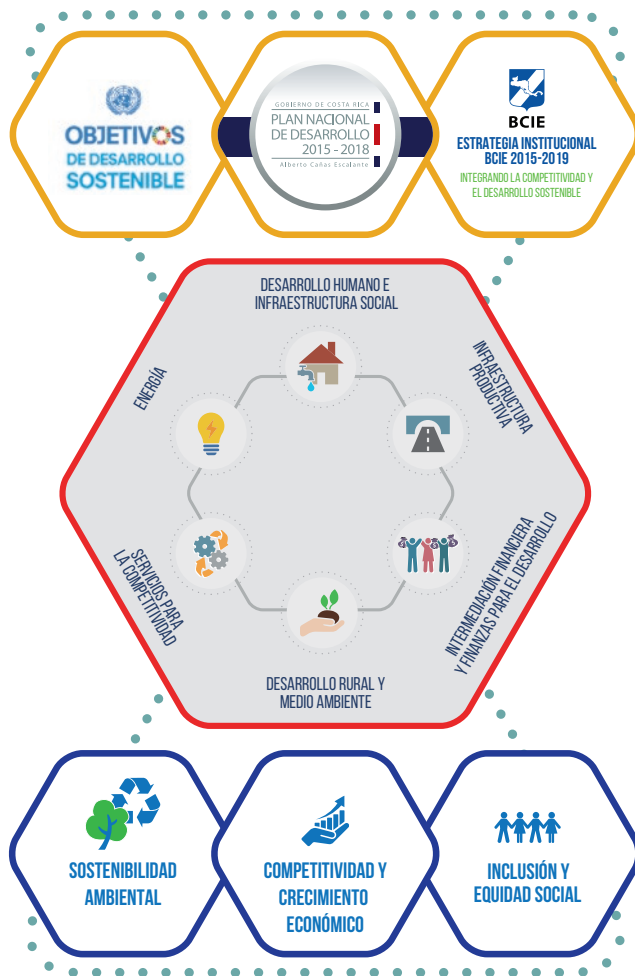 OBJETIVOS
DE DESARROLLO
SOSTENIBLE
GOBIERNO DE COSTA RICA
PLAN NACIONAL
DE DESARROLLO
2015 - 2018
Alberto Cañas Escalante
BCIE
ESTRATEGIA INSTITUCIONAL
BCIE 2015-2019
INTEGRANDO LA COMPETITIVIDAD Y
EL DESARROLLO SOSTENIBLE
DESARROLLO HUMANO E
INFRAESTRUCTURA SOCIAL
ENERGÍA
INFRAESTRUCTURA
PRODUCTIVA
SERVICIOS PARA
LA COMPETITIVIDAD
INTERMEDIACIÓN FINANCIERA
Y FINANZAS PARA EL DESARROLLO
DESARROLLO RURAL Y
MEDIO AMBIENTE
SOSTENIBILIDAD
AMBIENTAL
COMPETITIVIDAD Y
CRECIMIENTO
ECONÓMICO
INCLUSIÓN Y
EQUIDAD SOCIAL